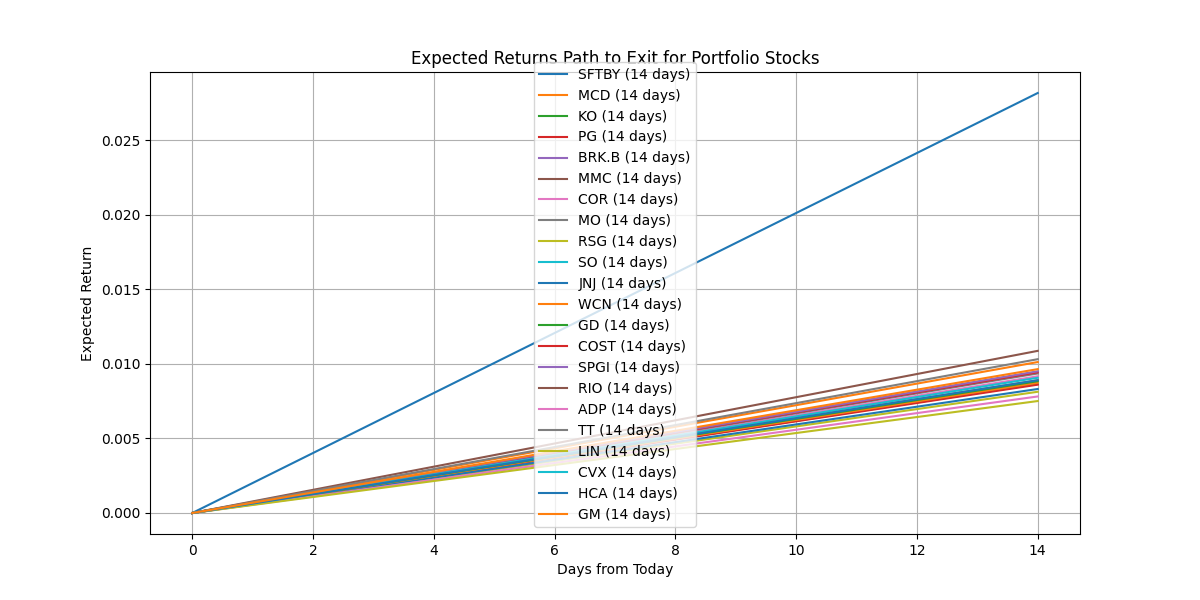 Expected Returns Path to Exit for Portfolio Stocks
SFTBY (14 days)
MCD (14 days)
KO (14 days)
PG (14 days)
BRK.B (14 days)
MMC (14 days)
COR (14 days)
MO (14 days)
RSG (14 days)
SO (14 days)
JNJ (14 days)
WCN (14 days)
GD (14 days)
COST (14 days)
SPGI (14 days)
RIO (14 days)
ADP (14 days)
TT (14 days)
LIN (14 days)
CVX (14 days)
HCA (14 days)
GM (14 days)
Expected Return
0.025
0.020
0.015
0.010
0.005
0.000
0 2 4 6 8 10 12 14
Days from Today